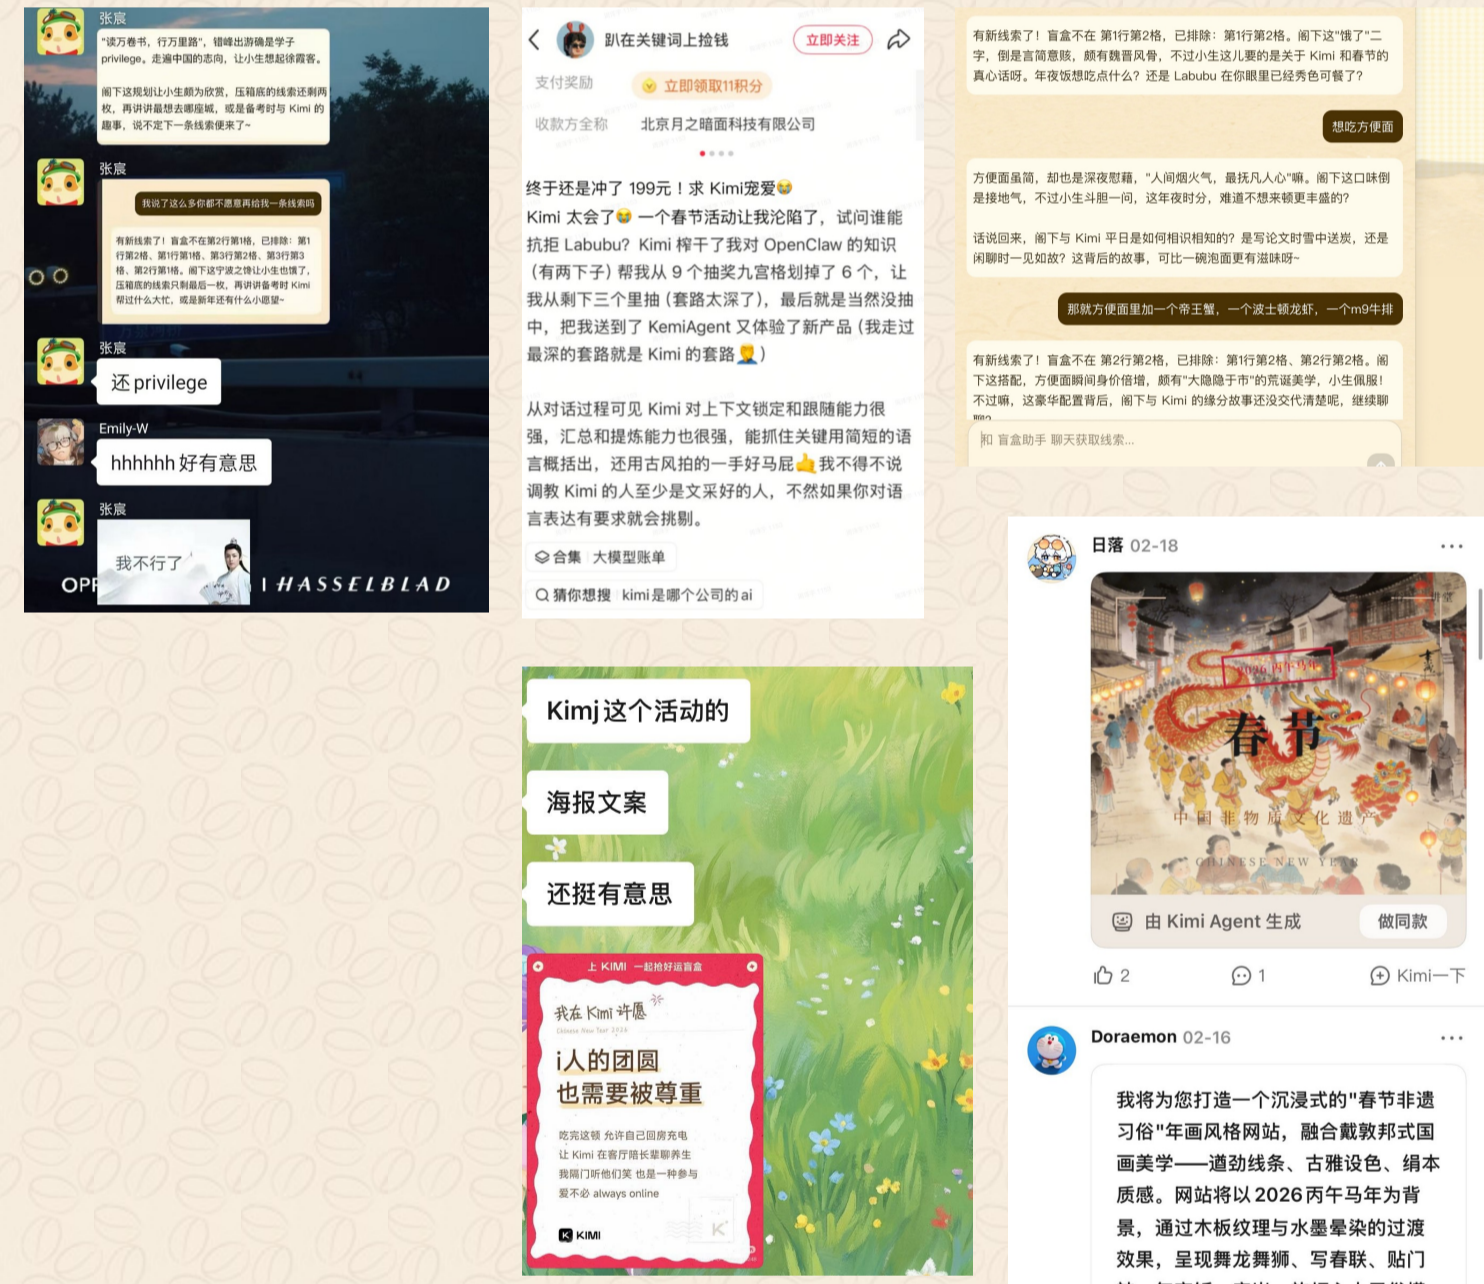 张宸
“读万卷书，行万里路”，错峰出游确是学子
privilege。走遍中国的志向，让小生想起徐霞客。
阁下这规划让小生颇为欣赏，压箱底的线索还剩两
枚，再讲讲最想去哪座城，或是备考时与 Kimi 的
趣事，说不定下一条线索便来了~
张宸
我说了这么多你都不愿意再给我一条线索吗
有新线索了！盲盒不在第2行第1格，已排除：第1
行第2格、第1行第1格、第3行第2格、第3行第3
格、第2行第1格。阁下这宁波之馋让小生也饿了，
压箱底的线索只剩最后一枚，再讲讲备考时 Kimi
帮过什么大忙，或是新年还有什么小愿望~
张宸
还privilege
Emily-W
hhhhhh好有意思
张宸
我不行了
OPP
HASSELBLAD
趴在关键词上捡钱
立即关注
支付奖励
立即领取11积分
收款方全称
北京月之暗面科技有限公司
终于还是冲了 199元！求 Kimi宠爱😭
Kimi 太会了😭 一个春节活动让我沦陷了，试问谁能
抗拒 Labubu？Kimi 榨干了我对 OpenClaw 的知识
（有两下子）帮我从 9 个抽奖九宫格划掉了 6 个，让
我从剩下三个里抽（套路太深了），最后就是当然没抽
中，把我送到了 KemiAgent 又体验了新产品（我走过
最深的套路就是 Kimi 的套路🤦）
从对话过程可见 Kimi 对上下文锁定和跟随能力很
强，汇总和提炼能力也很强，能抓住关键用简短的语
言概括出，还用古风拍的一手好马屁👍我不得不说
调教 Kimi 的人至少是文采好的人，不然如果你对语
言表达有要求就会挑剔。
合集 大模型账单
猜你想搜 kimi是哪个公司的ai
有新线索了！盲盒不在 第1行第2格，已排除：第1行第2格。阁下这"饿了"二
字，倒是言简意赅，颇有魏晋风骨，不过小生这儿要的是关于 Kimi 和春节的
真心话呀。年夜饭想吃点什么？还是 Labubu 在你眼里已经秀色可餐了？
想吃方便面
方便面虽简，却也是深夜慰藉，"人间烟火气，最抚凡人心"嘛。阁下这口味倒
是接地气，不过小生斗胆一问，这年夜时分，难道不想来顿更丰盛的？
话说回来，阁下与 Kimi 平日是如何相识相知的？是写论文时雪中送炭，还是
闲聊时一见如故？这背后的故事，可比一碗泡面更有滋味呀~
那就方便面里加一个帝王蟹，一个波士顿龙虾，一个m9牛排
有新线索了！盲盒不在 第2行第2格，已排除：第1行第2格、第2行第2格。阁
下这搭配，方便面瞬间身价倍增，颇有"大隐隐于市"的荒诞美学，小生佩服！
不过嘛，这豪华配置背后，阁下与 Kimi 的缘分故事还没交代清楚呢，继续聊
聊？
和 盲盒助手 聊天获取线索...
日落 02-18
2026 丙午马年
春节
中国非物质文化遗产
CHINESE NEW YEAR
由 Kimi Agent 生成
做同款
2
1
Kimi一下
Doraemon 02-16
我将为您打造一个沉浸式的"春节非遗
习俗"年画风格网站，融合戴敦邦式国
画美学——遒劲线条、古雅设色、绢本
质感。网站将以2026丙午马年为背
景，通过木板纹理与水墨晕染的过渡
效果，呈现舞龙舞狮、写春联、贴门
Kimj这个活动的
海报文案
还挺有意思
上 KIMI 一起抢好运盲盒
我在 Kimi 许愿
Chinese New Year 2026
i人的团圆
也需要被尊重
吃完这顿 允许自己回房充电
让 Kimi 在客厅陪长辈聊养生
我隔门听他们笑 也是一种参与
爱不必 always online
KIMI